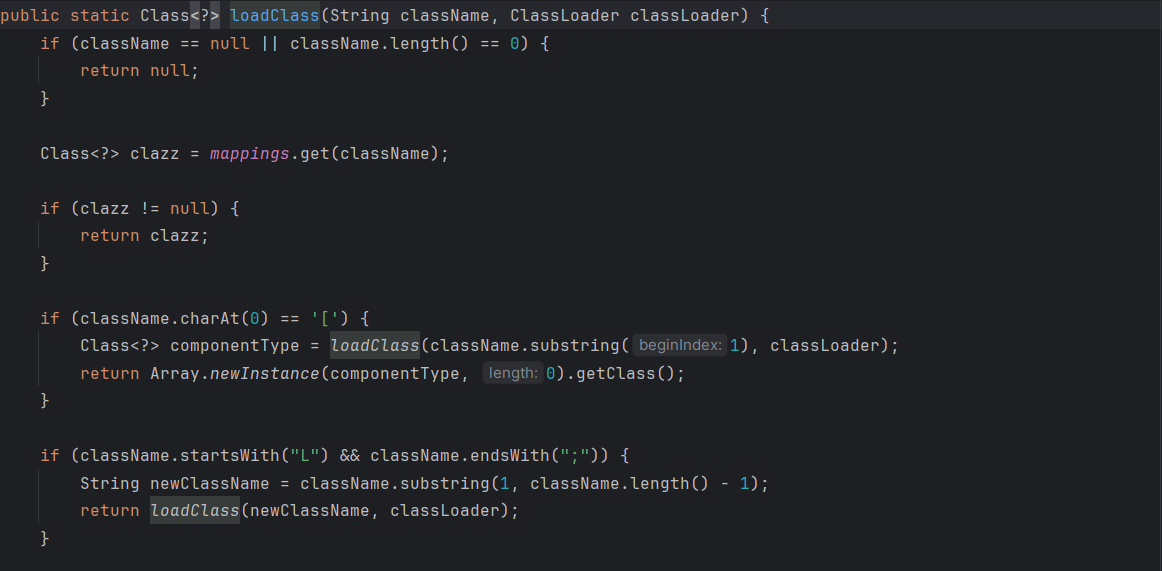 public static Class<?> loadClass(String className, ClassLoader classLoader) {
    if (className == null || className.length() == 0) {
        return null;
    }

    Class<?> clazz = mappings.get(className);

    if (clazz != null) {
        return clazz;
    }

    if (className.charAt(0) == '[') {
        Class<?> componentType = loadClass(className.substring( beginIndex: 1), classLoader);
        return Array.newInstance(componentType, length: 0).getClass();
    }

    if (className.startsWith("L") && className.endsWith(";")) {
        String newClassName = className.substring(1, className.length() - 1);
        return loadClass(newClassName, classLoader);
    }